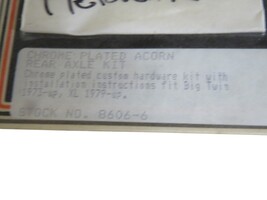 CHROME PLATED ACORN
REAR AXLE KIT
Chrome plated custom hardware kit with
installation instructions fit Big Twin
1973-up, XL 1979-up.
STOCK NO. 8606-6